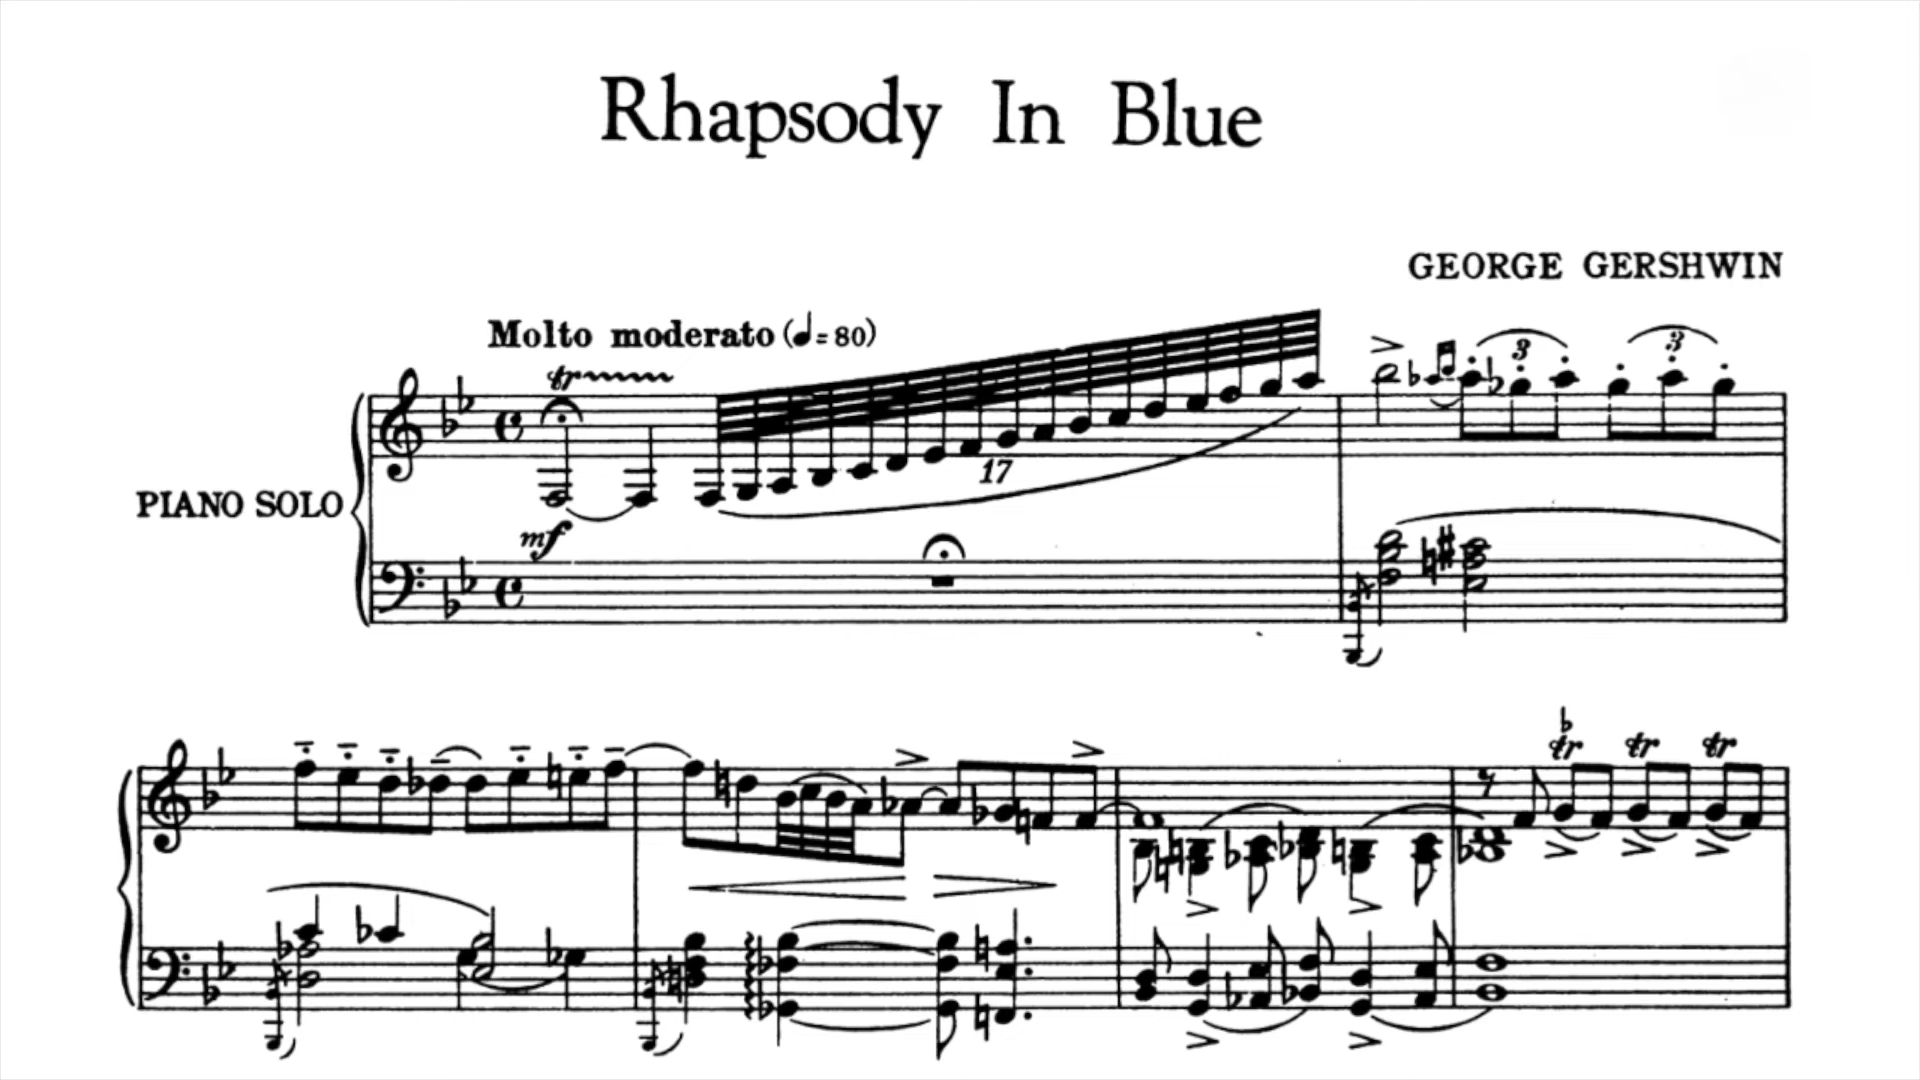 Rhapsody In Blue
GEORGE GERSHWIN
Molto moderato (♩=80)
tr
3
3
17
PIANO SOLO
mf
tr tr tr